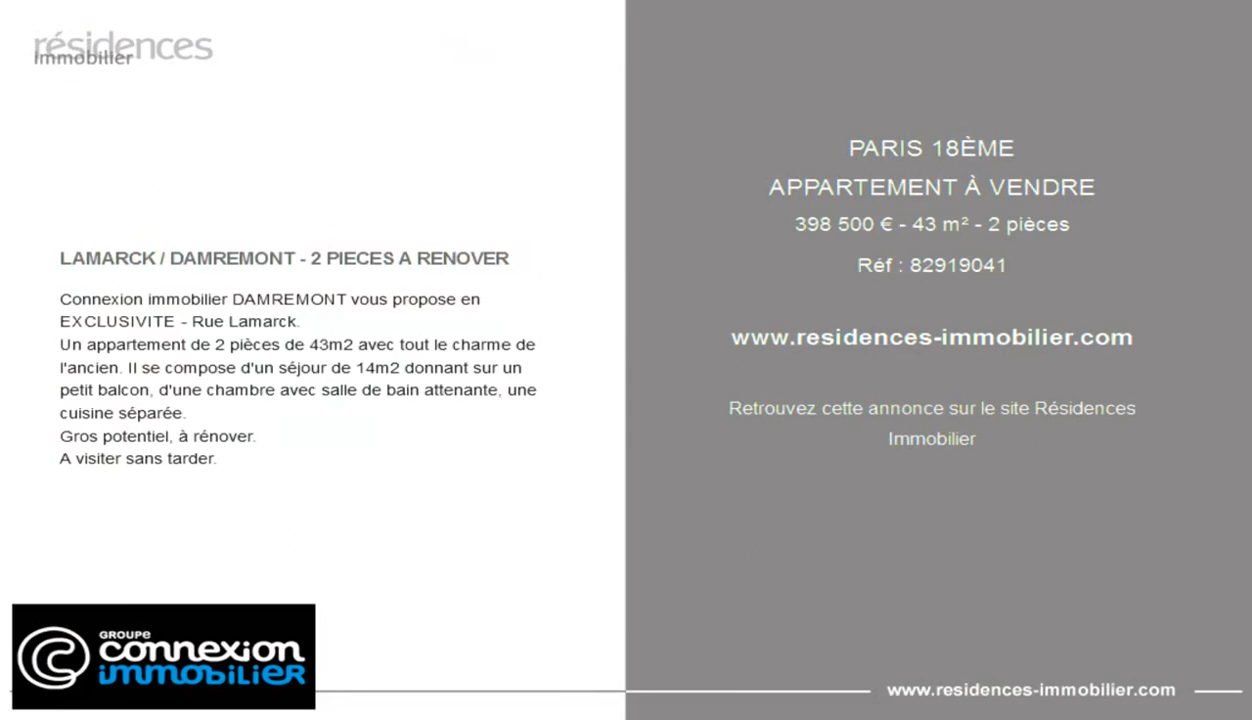 résidences
immobilier
LAMARCK / DAMREMONT - 2 PIECES A RENOVER
Connexion immobilier DAMREMONT vous propose en
EXCLUSIVITE - Rue Lamarck.
Un appartement de 2 pièces de 43m2 avec tout le charme de
l'ancien. Il se compose d'un séjour de 14m2 donnant sur un
petit balcon, d'une chambre avec salle de bain attenante, une
cuisine séparée.
Gros potentiel, à rénover.
A visiter sans tarder.
GROUPe
connexion
immobilier
PARIS 18ÈME
APPARTEMENT À VENDRE
398 500 € - 43 m² - 2 pièces
Réf : 82919041
www.residences-immobilier.com
Retrouvez cette annonce sur le site Résidences
Immobilier
www.residences-immobilier.com